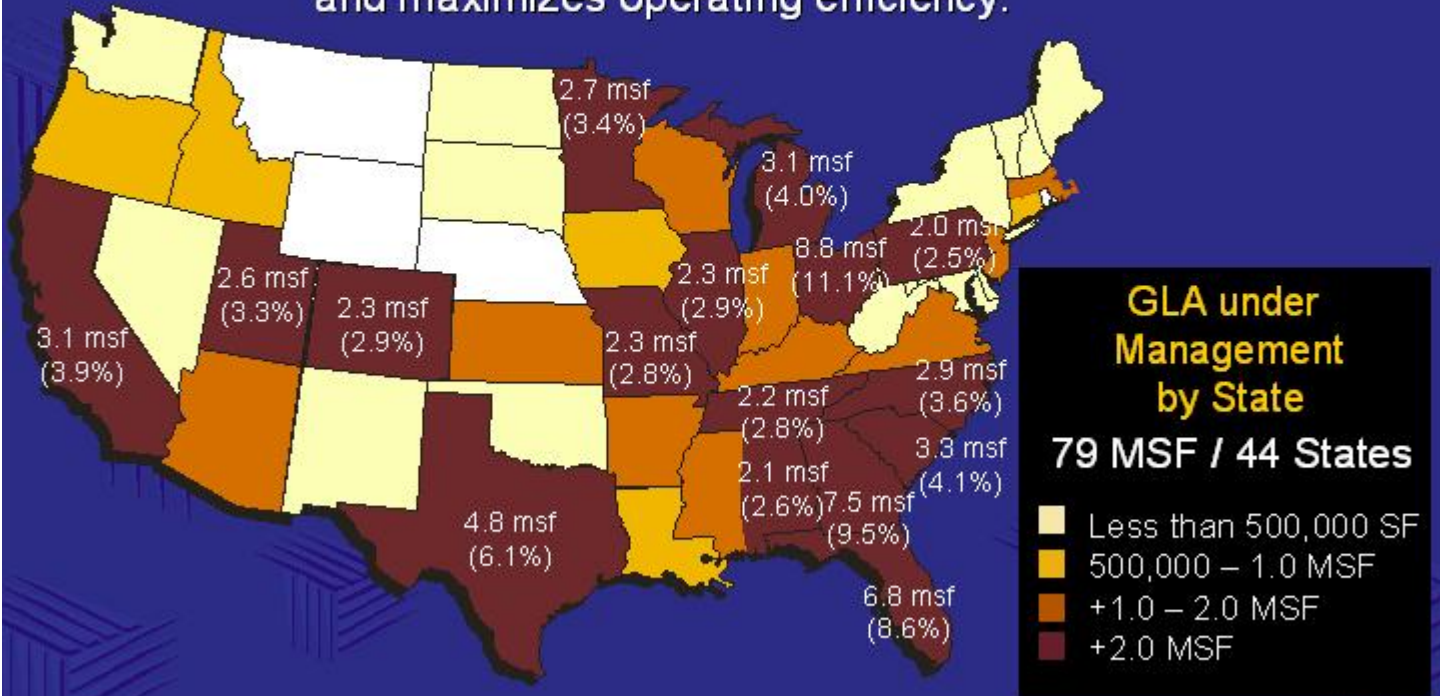 and maximizes operating efficiency.
2.7 msf
(3.4%)
3.1 msf
(4.0%)
2.0 msf
(2.5%)
8.8 msf
(11.1%)
2.3 msf
(2.9%)
2.6 msf
(3.3%)
2.3 msf
(2.9%)
3.1 msf
(3.9%)
2.3 msf
(2.8%)
2.9 msf
(3.6%)
2.2 msf
(2.8%)
3.3 msf
(4.1%)
2.1 msf
(2.6%)
7.5 msf
(9.5%)
4.8 msf
(6.1%)
6.8 msf
(8.6%)
GLA under
Management
by State
79 MSF / 44 States
Less than 500,000 SF
500,000 – 1.0 MSF
+1.0 – 2.0 MSF
+2.0 MSF